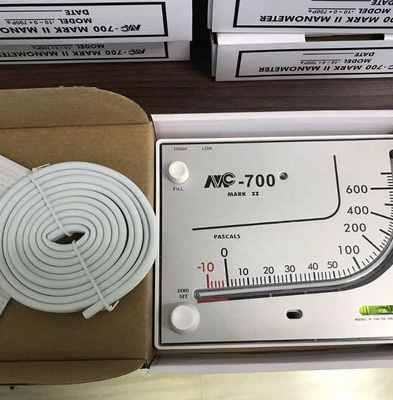 DATE
MODEL -10-0+700Pa
-700 MARK II MANOMETER
DATE
MODEL -10-0+700Pa
C-700 MARK II MANOMETER
HIGH LOW
FILL
-700
MARK II
600
400
200
100
PASCALS
-10 0 10 20 30 40 50
ZERO
SET